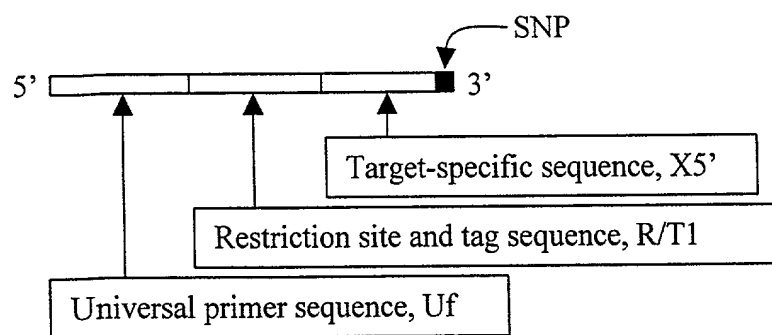 SNP
5’ 3’
Target-specific sequence, X5’
Restriction site and tag sequence, R/T1
Universal primer sequence, Uf